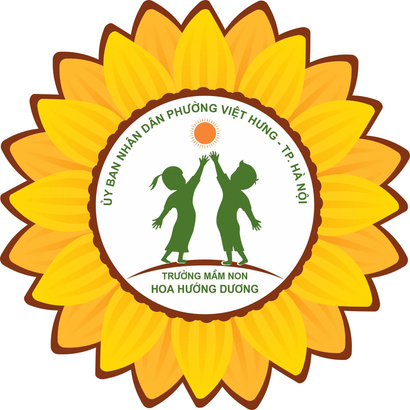 ỦY BAN NHÂN DÂN PHƯỜNG VIỆT HƯNG - TP. HÀ NỘI
TRƯỜNG MẦM NON
HOA HƯỚNG DƯƠNG